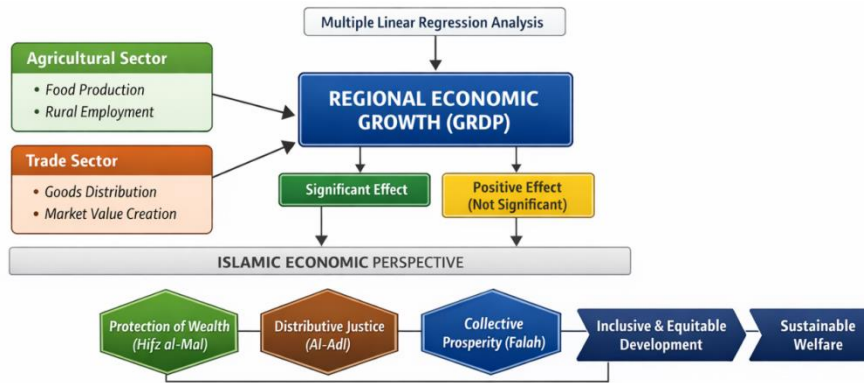 Multiple Linear Regression Analysis
Agricultural Sector
• Food Production
• Rural Employment
REGIONAL ECONOMIC
GROWTH (GRDP)
Trade Sector
• Goods Distribution
• Market Value Creation
Significant Effect
Positive Effect
(Not Significant)
ISLAMIC ECONOMIC PERSPECTIVE
Protection of Wealth
(Hifz al-Mal)
Distributive Justice
(Al-Adl)
Collective
Prosperity (Falah)
Inclusive & Equitable
Development
Sustainable
Welfare